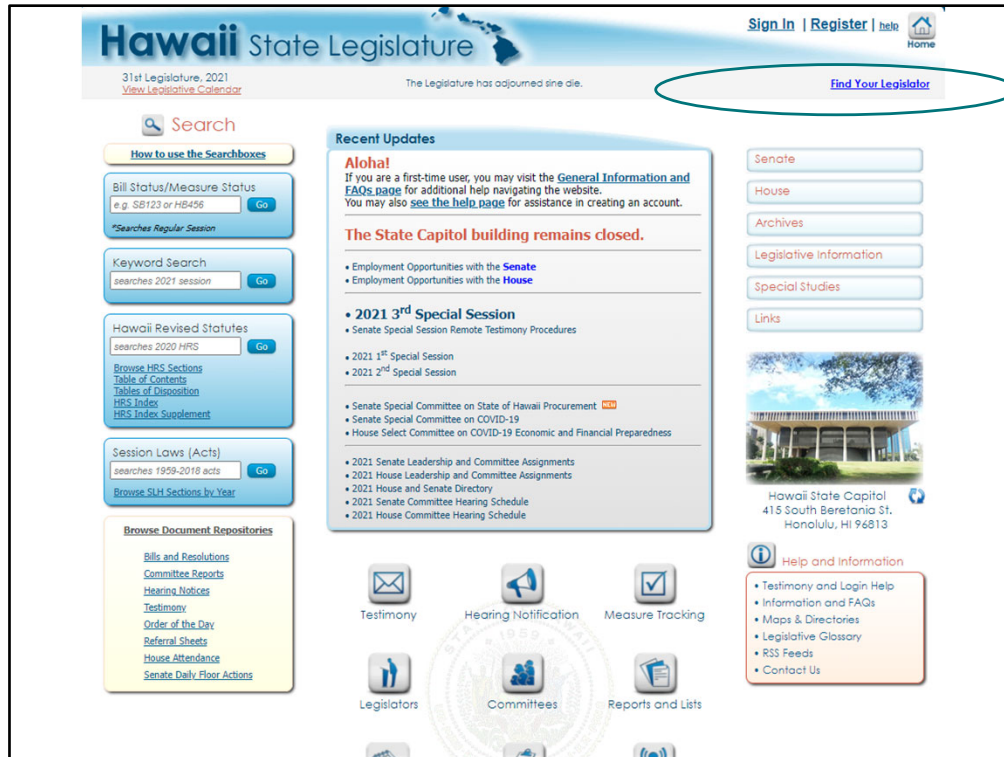 Hawaii State Legislature
Sign In | Register | help
Home
31st Legislature, 2021
View Legislative Calendar
The Legislature has adjourned sine die.
Find Your Legislator
Search
How to use the Searchboxes
Bill Status/Measure Status
e.g. SB123 or HB456
Go
*Searches Regular Session
Keyword Search
searches 2021 session
Go
Hawaii Revised Statutes
searches 2020 HRS
Go
Browse HRS Sections
Table of Contents
Tables of Disposition
HRS Index
HRS Index Supplement
Session Laws (Acts)
searches 1959-2018 acts
Go
Browse SLH Sections by Year
Browse Document Repositories
Bills and Resolutions
Committee Reports
Hearing Notices
Testimony
Order of the Day
Referral Sheets
House Attendance
Senate Daily Floor Actions
Recent Updates
Aloha!
If you are a first-time user, you may visit the General Information and
FAQs page for additional help navigating the website.
You may also see the help page for assistance in creating an account.
The State Capitol building remains closed.
• Employment Opportunities with the Senate
• Employment Opportunities with the House
• 2021 3rd Special Session
• Senate Special Session Remote Testimony Procedures
• 2021 1st Special Session
• 2021 2nd Special Session
• Senate Special Committee on State of Hawaii Procurement NEW
• Senate Special Committee on COVID-19
• House Select Committee on COVID-19 Economic and Financial Preparedness
• 2021 Senate Leadership and Committee Assignments
• 2021 House Leadership and Committee Assignments
• 2021 House and Senate Directory
• 2021 Senate Committee Hearing Schedule
• 2021 House Committee Hearing Schedule
Testimony
Hearing Notification
Measure Tracking
Legislators
Committees
Reports and Lists
Senate
House
Archives
Legislative Information
Special Studies
Links
Hawaii State Capitol
415 South Beretania St.
Honolulu, HI 96813
Help and Information
• Testimony and Login Help
• Information and FAQs
• Maps & Directories
• Legislative Glossary
• RSS Feeds
• Contact Us